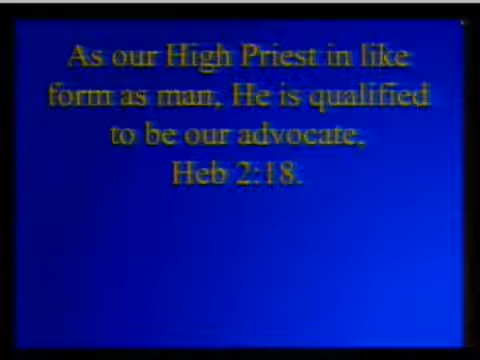 As our High Priest in like
form as man, He is qualified
to be our advocate,
Heb 2:18.